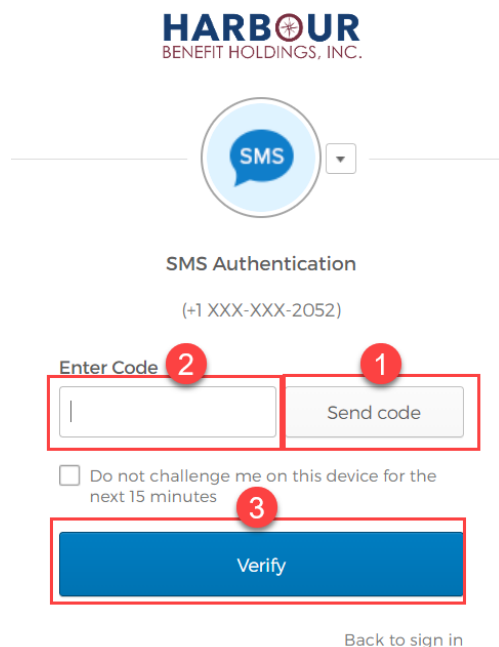 HARBOUR
BENEFIT HOLDINGS, INC.
SMS
SMS Authentication
(+1 XXX-XXX-2052)
Enter Code 2
1
Send code
Do not challenge me on this device for the
next 15 minutes
3
Verify
Back to sign in